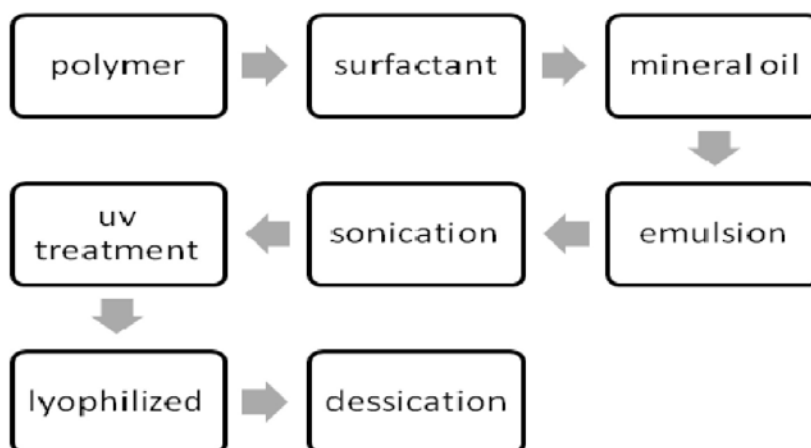 polymer
surfactant
mineral oil
emulsion
sonication
uv
treatment
lyophilized
dessication